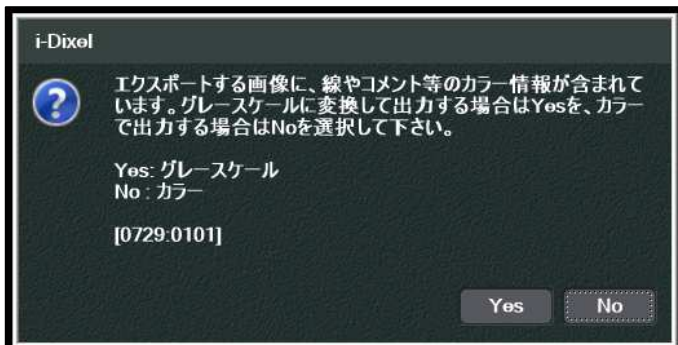 i-Dixel
エクスポートする画像に、線やコメント等のカラー情報が含まれて
います。グレースケールに変換して出力する場合はYesを、カラー
で出力する場合はNoを選択して下さい。
Yes: グレースケール
No : カラー
[0729:0101]
Yes No